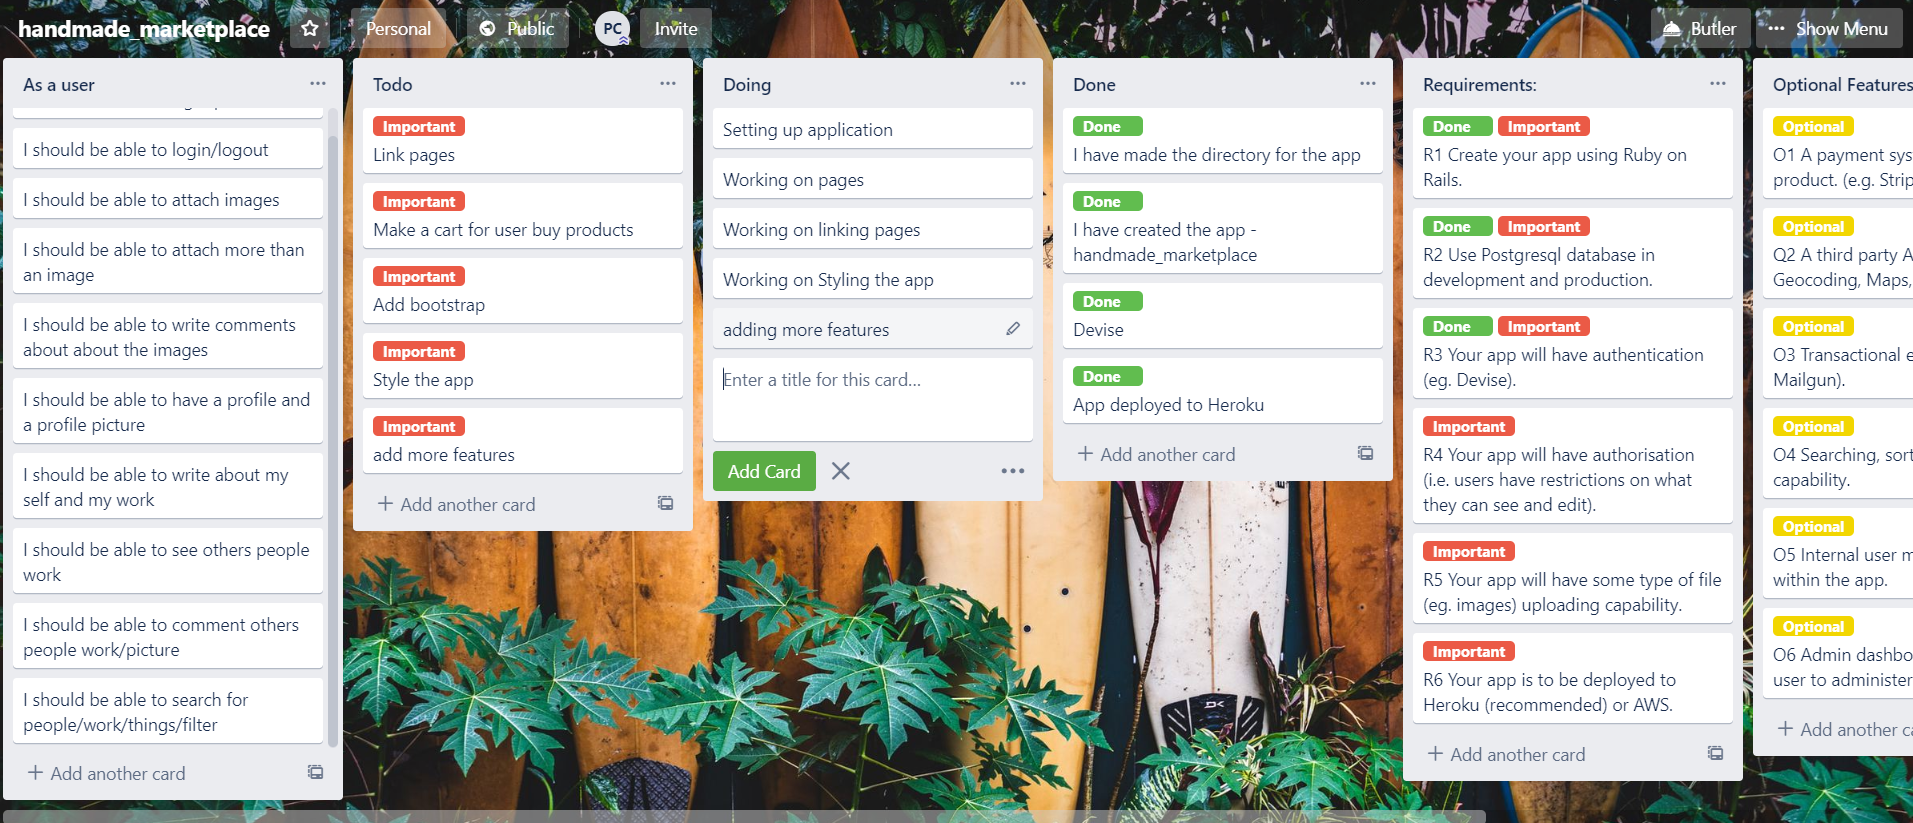 handmade_marketplace
Personal
Public
PC
Invite
Butler
Show Menu
As a user
I should be able to login/logout
I should be able to attach images
I should be able to attach more than
an image
I should be able to write comments
about about the images
I should be able to have a profile and
a profile picture
I should be able to write about my
self and my work
I should be able to see others people
work
I should be able to comment others
people work/picture
I should be able to search for
people/work/things/filter
Add another card
Todo
Important
Link pages
Important
Make a cart for user buy products
Important
Add bootstrap
Important
Style the app
Important
add more features
Add another card
Doing
Setting up application
Working on pages
Working on linking pages
Working on Styling the app
adding more features
Enter a title for this card...
Add Card
Done
Done
I have made the directory for the app
Done
I have created the app -
handmade_marketplace
Done
Devise
Done
App deployed to Heroku
Add another card
Requirements:
Done Important
R1 Create your app using Ruby on
Rails.
Done Important
R2 Use Postgresql database in
development and production.
Done Important
R3 Your app will have authentication
(eg. Devise).
Important
R4 Your app will have authorisation
(i.e. users have restrictions on what
they can see and edit).
Important
R5 Your app will have some type of file
(eg. images) uploading capability.
Important
R6 Your app is to be deployed to
Heroku (recommended) or AWS.
Add another card
Optional Features
Optional
O1 A payment sys
product. (e.g. Strip
Optional
Q2 A third party A
Geocoding, Maps,
Optional
O3 Transactional e
Mailgun).
Optional
O4 Searching, sort
capability.
Optional
O5 Internal user m
within the app.
Optional
O6 Admin dashbo
user to administer
Add another ca